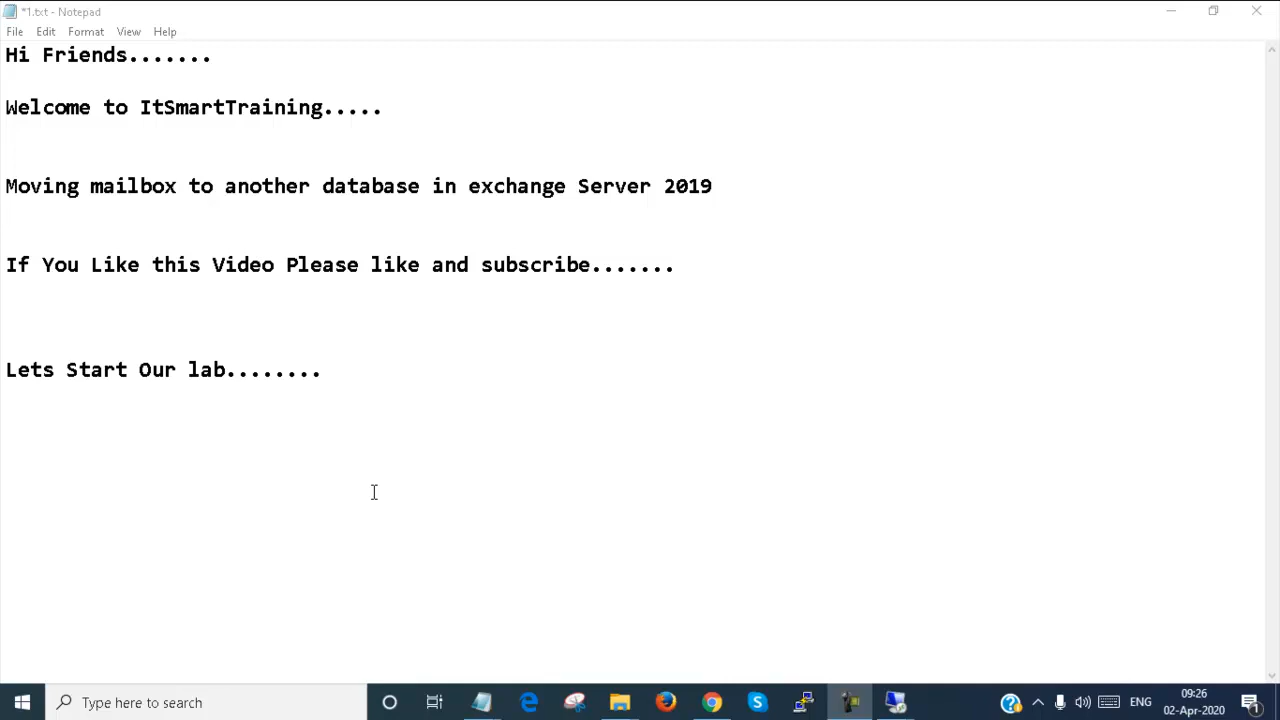 *1.txt - Notepad
File Edit Format View Help
Hi Friends.......
Welcome to ItSmartTraining.....
Moving mailbox to another database in exchange Server 2019
If You Like this Video Please like and subscribe.......
Lets Start Our lab........
Type here to search
ENG
09:26
02-Apr-2020
1